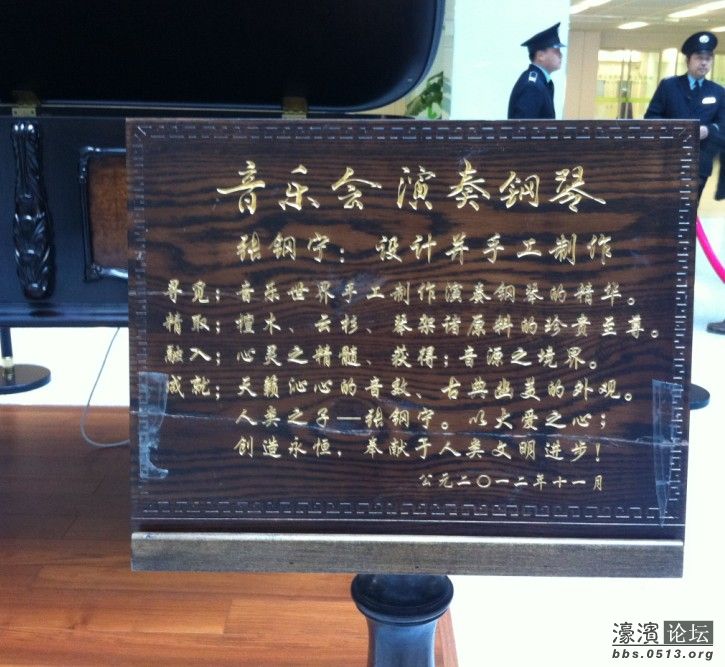 音乐会演奏钢琴
张钢宁：设计并手工制作
寻觅；音乐世界手工制作演奏钢琴的精华。
精取；檀木、云杉、琴架诸原料的珍贵至尊。
融入；心灵之精髓、获得；音源之境界。
成就；天籁沁心的音秋、古典幽美的外观。
人类之子—张钢宁。以大爱之心；
创造永恒，奉献于人类文明进步！
公元二〇一二年十一月
濠滨论坛
bbs.0513.org